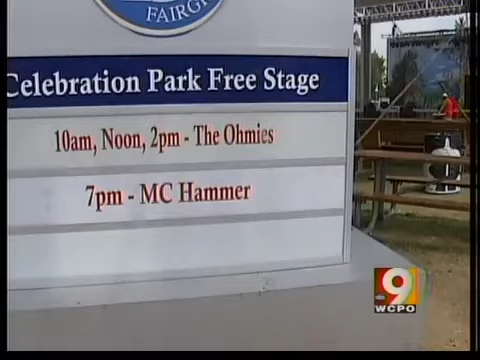 FAIRG
Celebration Park Free Stage
10am, Noon, 2pm - The Ohmies
7pm - MC Hammer
9
WCPO